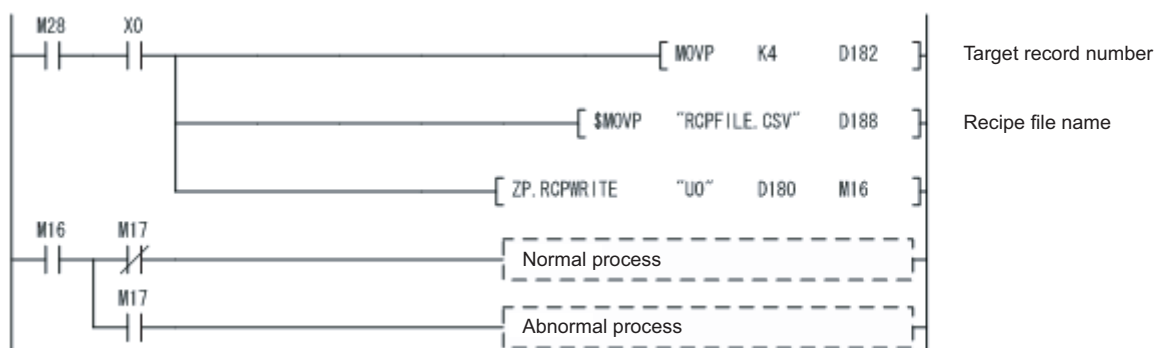 M28 X0
MOVP K4 D182 Target record number
$MOVP "RCPFILE.CSV" D188 Recipe file name
ZP.RCPWRITE "U0" D180 M16
M16 M17
Normal process
M17
Abnormal process